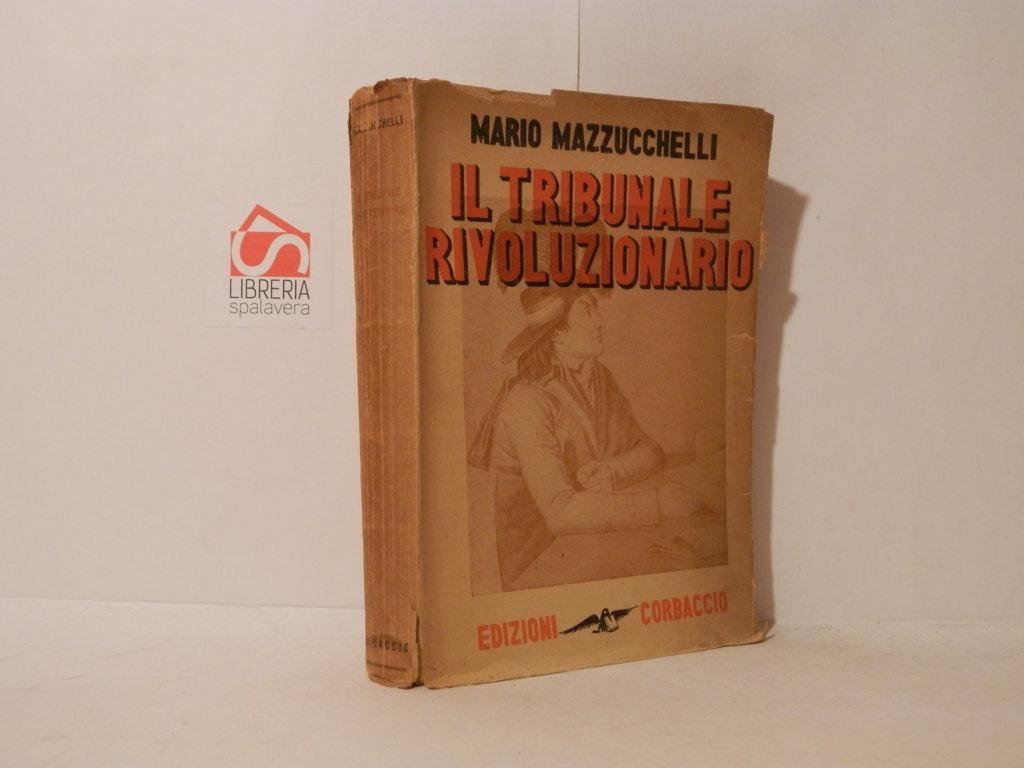 MARIO MAZZUCCHELLI
IL TRIBUNALE
RIVOLUZIONARIO
EDIZIONI CORBACCIO
LIBRERIA
spalavera